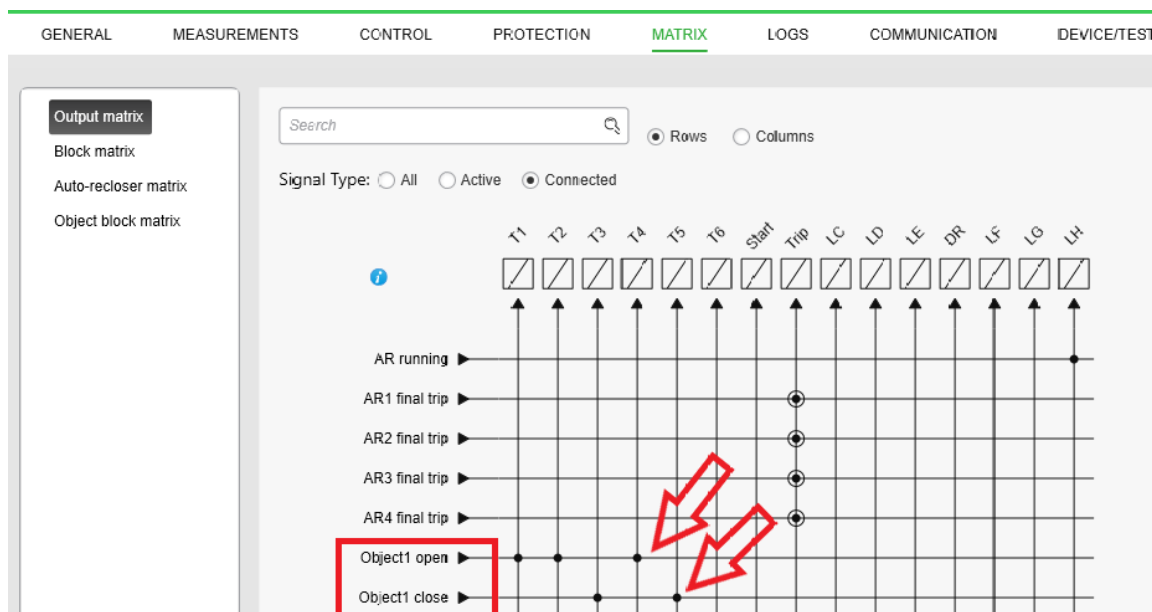 GENERAL MEASUREMENTS CONTROL PROTECTION MATRIX LOGS COMMUNICATION DEVICE/TEST
Output matrix
Block matrix
Auto-recloser matrix
Object block matrix
Search
Rows Columns
Signal Type: All Active Connected
T1 T2 T3 T4 T5 T6 Start Trip LC LD LE DR LF LG LH
AR running
AR1 final trip
AR2 final trip
AR3 final trip
AR4 final trip
Object1 open
Object1 close